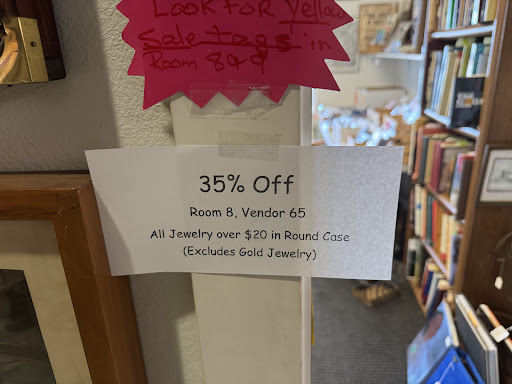 Look for Yellow
Sale tags in
Room 8&9
35% Off
Room 8, Vendor 65
All Jewelry over $20 in Round Case
(Excludes Gold Jewelry)